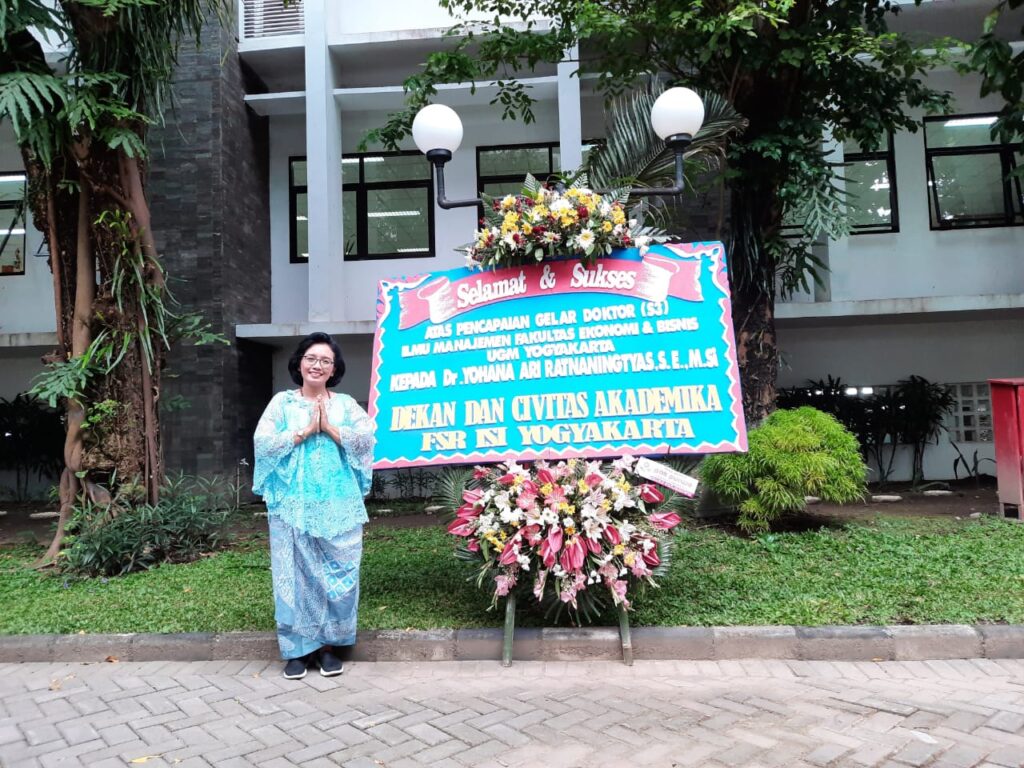 Selamat & Sukses
ATAS PENCAPAIAN GELAR DOKTOR (S3)
ILMU MANAJEMEN FAKULTAS EKONOMI & BISNIS
UGM YOGYAKARTA
KEPADA Dr. YOHANA ARI RATNANINGTYAS, S.E., M.Si
DEKAN DAN CIVITAS AKADEMIKA
FSR ISI YOGYAKARTA